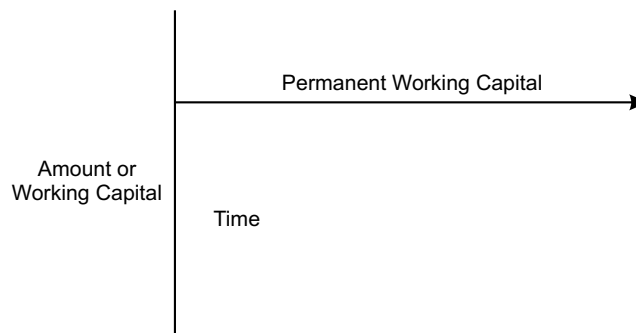 Permanent Working Capital
Amount or
Working Capital
Time